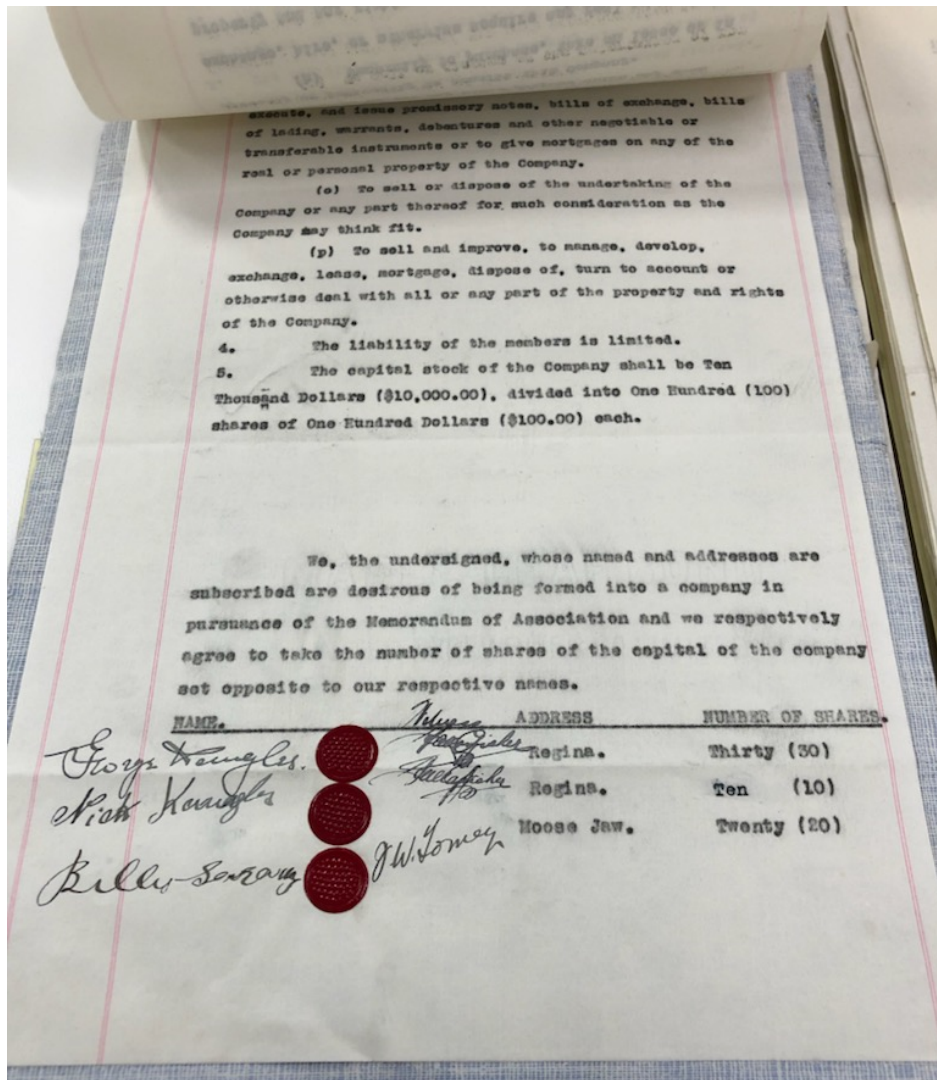 execute, and issue promissory notes, bills of exchange, bills
of lading, warrants, debentures and other negotiable or
transferable instruments or to give mortgages on any of the
real or personal property of the Company.
(o) To sell or dispose of the undertaking of the
Company or any part thereof for such consideration as the
Company may think fit.
(p) To sell and improve, to manage, develop,
exchange, lease, mortgage, dispose of, turn to account or
otherwise deal with all or any part of the property and rights
of the Company.
4. The liability of the members is limited.
5. The capital stock of the Company shall be Ten
Thousand Dollars ($10,000.00), divided into One Hundred (100)
shares of One Hundred Dollars ($100.00) each.
We, the undersigned, whose named and addresses are
subscribed are desirous of being formed into a company in
pursuance of the Memorandum of Association and we respectively
agree to take the number of shares of the capital of the company
set opposite to our respective names.
NAME. Witness ADDRESS NUMBER OF SHARES.
George Regina. Thirty (30)
Nick Regina. Ten (10)
Moose Jaw. Twenty (20)
Billy